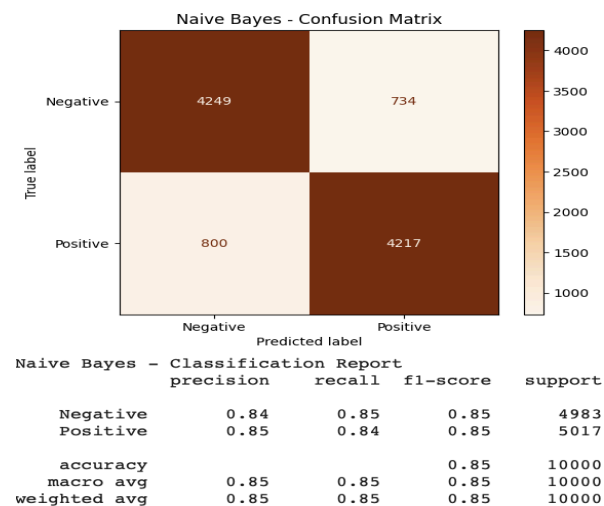 Naive Bayes - Confusion Matrix
Negative
4249
734
True label
Positive
800
4217
Negative
Positive
Predicted label
4000
3500
3000
2500
2000
1500
1000
Naive Bayes - Classification Report
precision recall f1-score support
Negative 0.84 0.85 0.85 4983
Positive 0.85 0.84 0.85 5017
accuracy 0.85 10000
macro avg 0.85 0.85 0.85 10000
weighted avg 0.85 0.85 0.85 10000